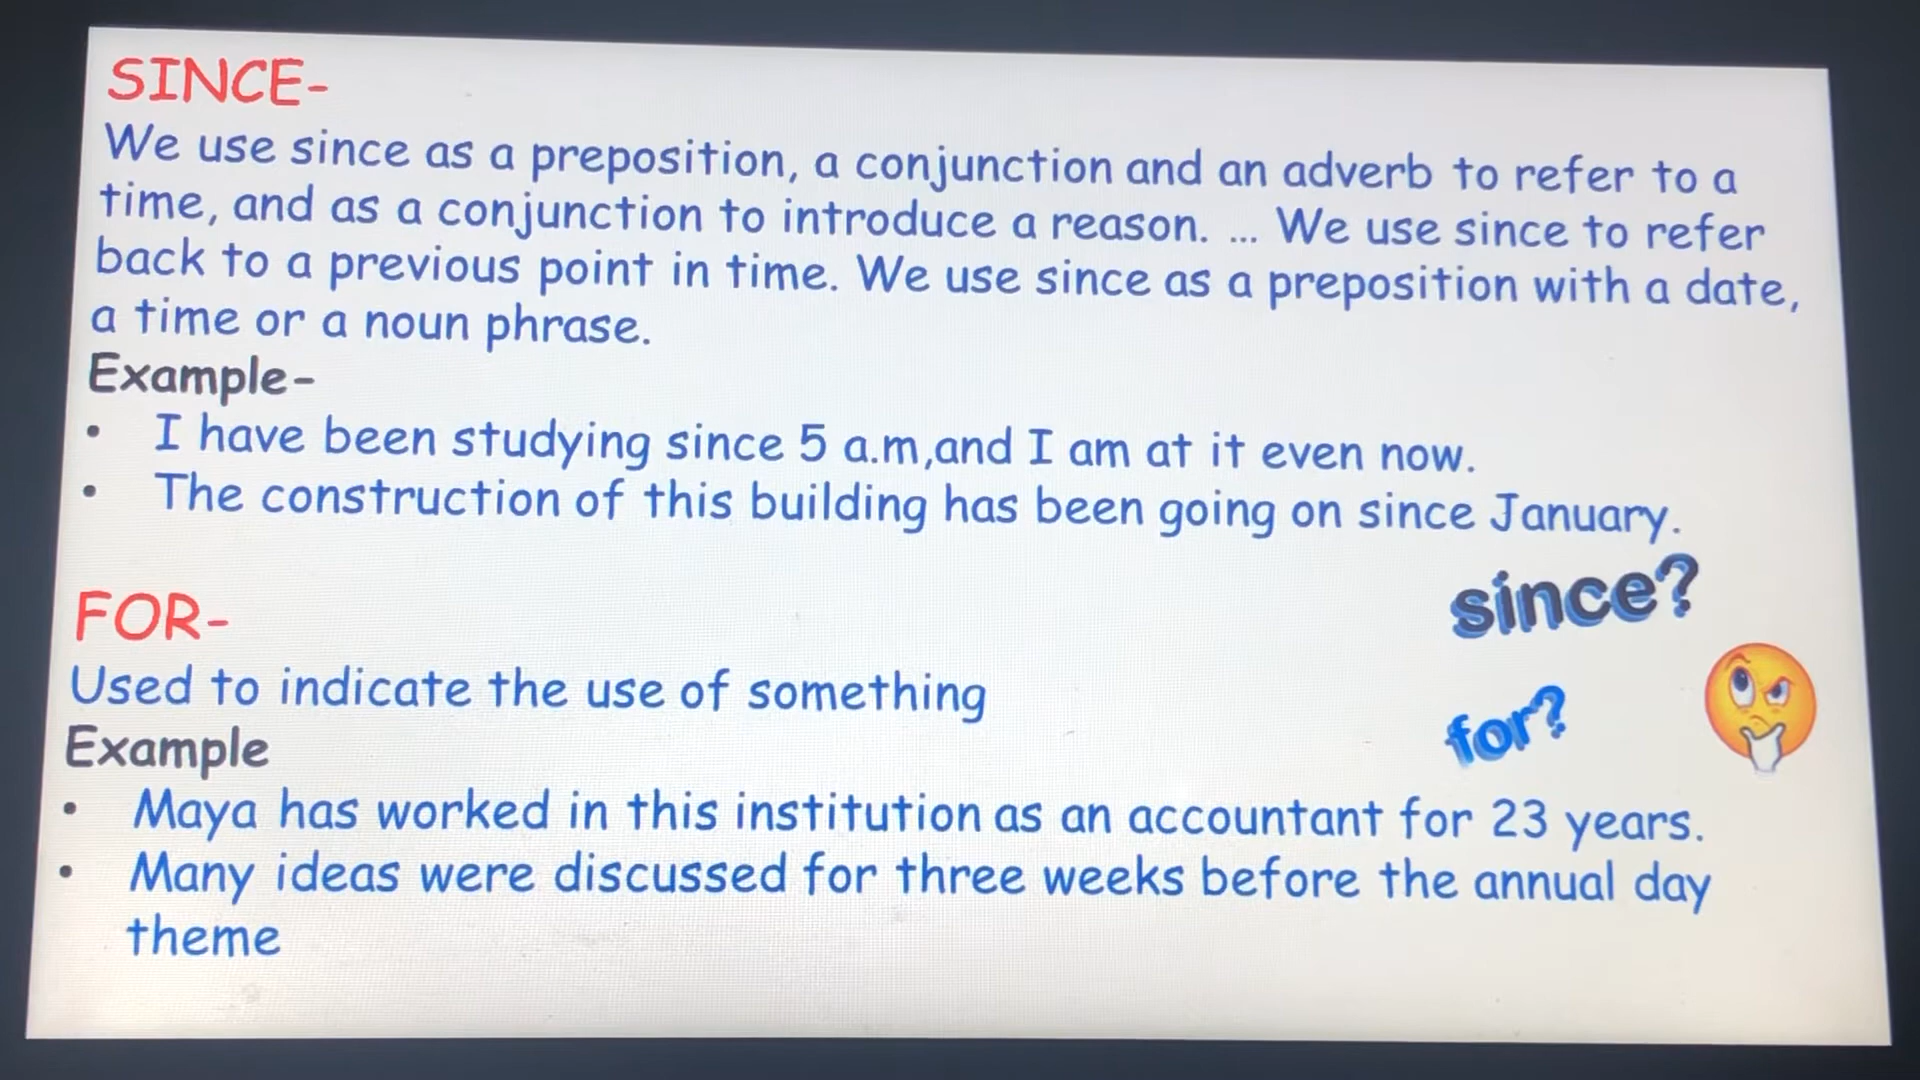 SINCE-
We use since as a preposition, a conjunction and an adverb to refer to a
time, and as a conjunction to introduce a reason. ... We use since to refer
back to a previous point in time. We use since as a preposition with a date,
a time or a noun phrase.
Example-
• I have been studying since 5 a.m,and I am at it even now.
• The construction of this building has been going on since January.
since?
FOR-
Used to indicate the use of something
for?
Example
• Maya has worked in this institution as an accountant for 23 years.
• Many ideas were discussed for three weeks before the annual day
theme